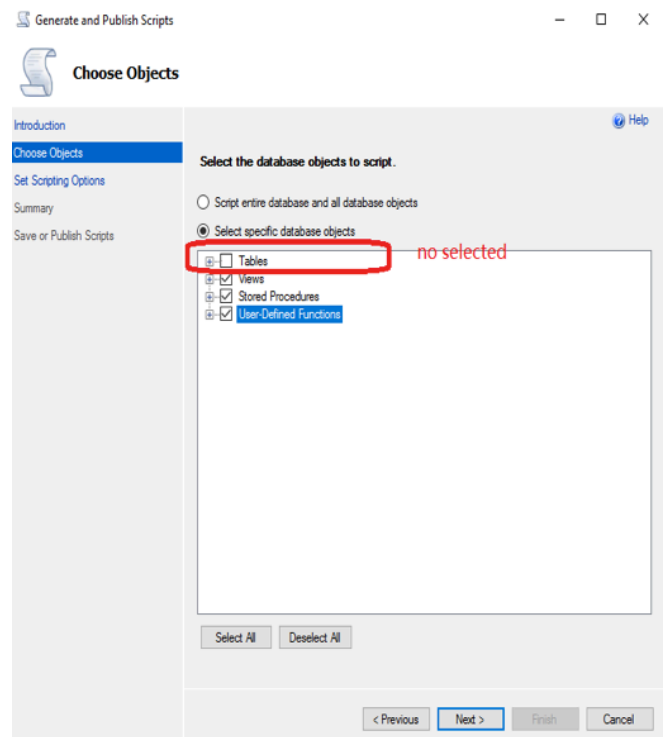 Generate and Publish Scripts
Choose Objects
Help
Introduction
Choose Objects
Set Scripting Options
Summary
Save or Publish Scripts
Select the database objects to script.
Script entire database and all database objects
Select specific database objects
no selected
Tables
Views
Stored Procedures
User-Defined Functions
Select All
Deselect All
< Previous
Next >
Finish
Cancel